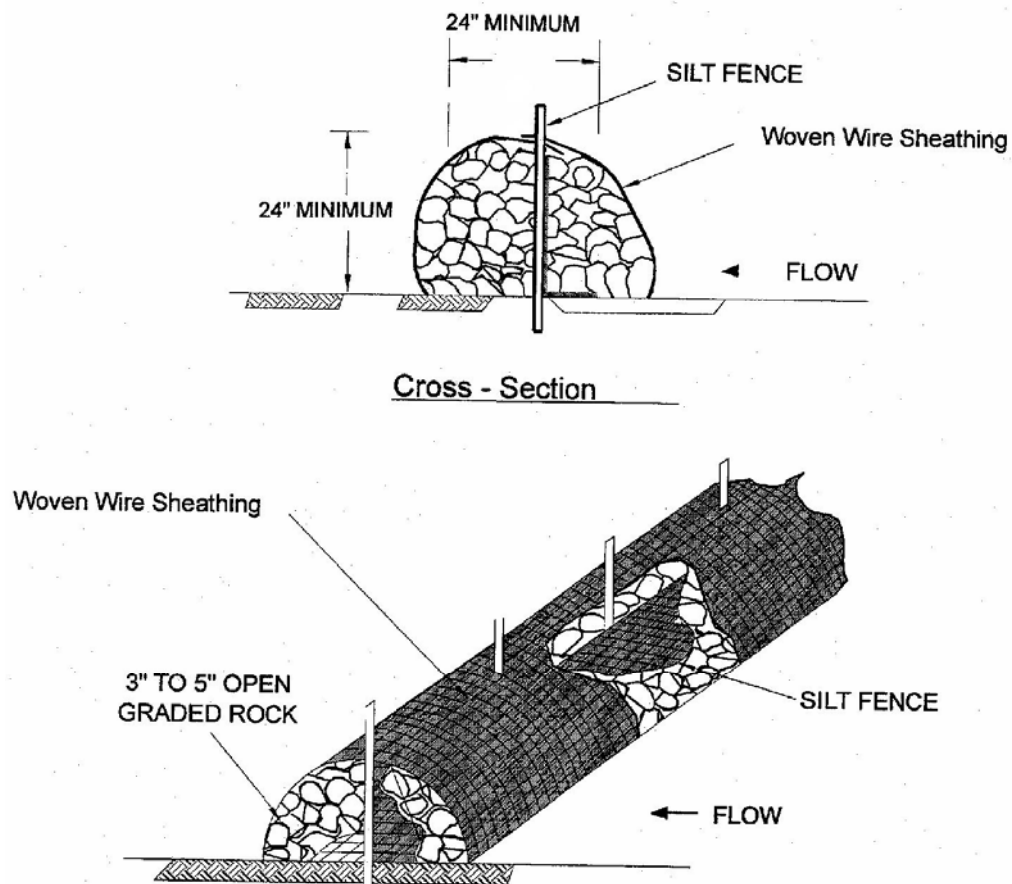 24" MINIMUM
SILT FENCE
Woven Wire Sheathing
24" MINIMUM
FLOW
Cross - Section
Woven Wire Sheathing
3" TO 5" OPEN
GRADED ROCK
SILT FENCE
FLOW